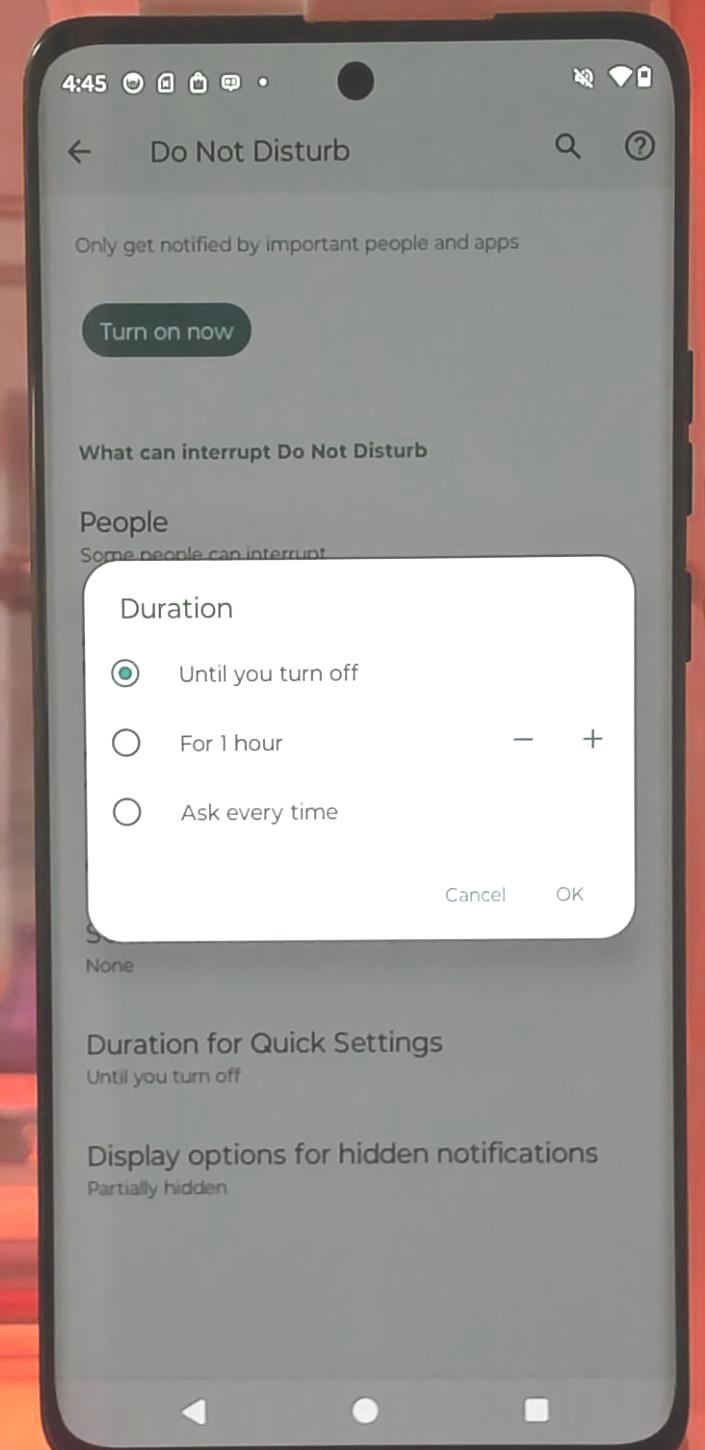 4:45
Do Not Disturb
Only get notified by important people and apps
Turn on now
What can interrupt Do Not Disturb
People
Some people can interrupt
Duration
Until you turn off
For 1 hour
Ask every time
Cancel OK
None
Duration for Quick Settings
Until you turn off
Display options for hidden notifications
Partially hidden